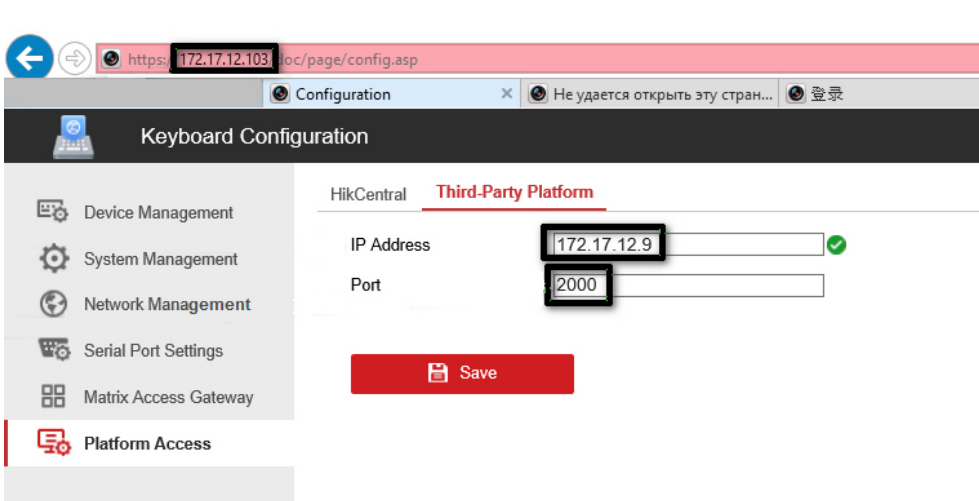 https://172.17.12.103/doc/page/config.asp
Configuration × Не удается открыть эту стран... 登录
Keyboard Configuration
HikCentral Third-Party Platform
Device Management
IP Address 172.17.12.9
System Management
Port 2000
Network Management
Serial Port Settings
Save
Matrix Access Gateway
Platform Access